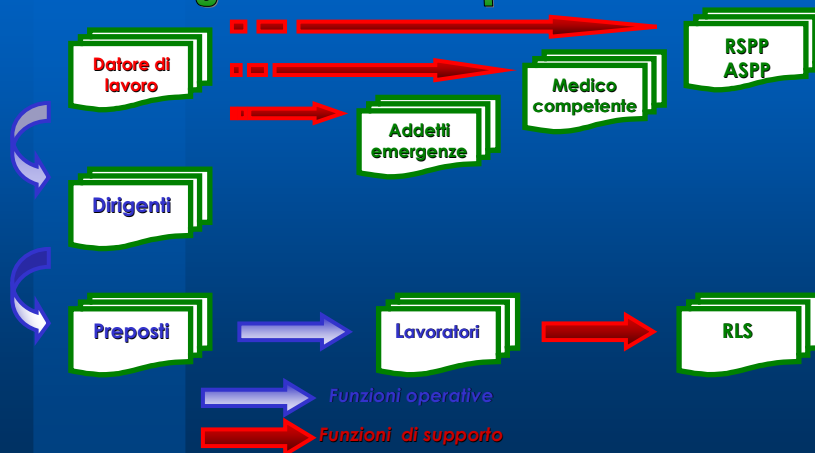 Datore di
lavoro
RSPP
ASPP
Medico
competente
Addetti
emergenze
Dirigenti
Preposti
Lavoratori
RLS
Funzioni operative
Funzioni di supporto